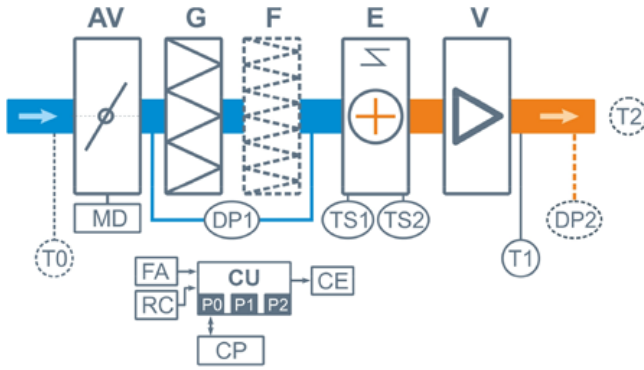 AV G F E V
T2
MD DP1 TS1 TS2 DP2
T0 T1
FA CU CE
RC P0 P1 P2
CP